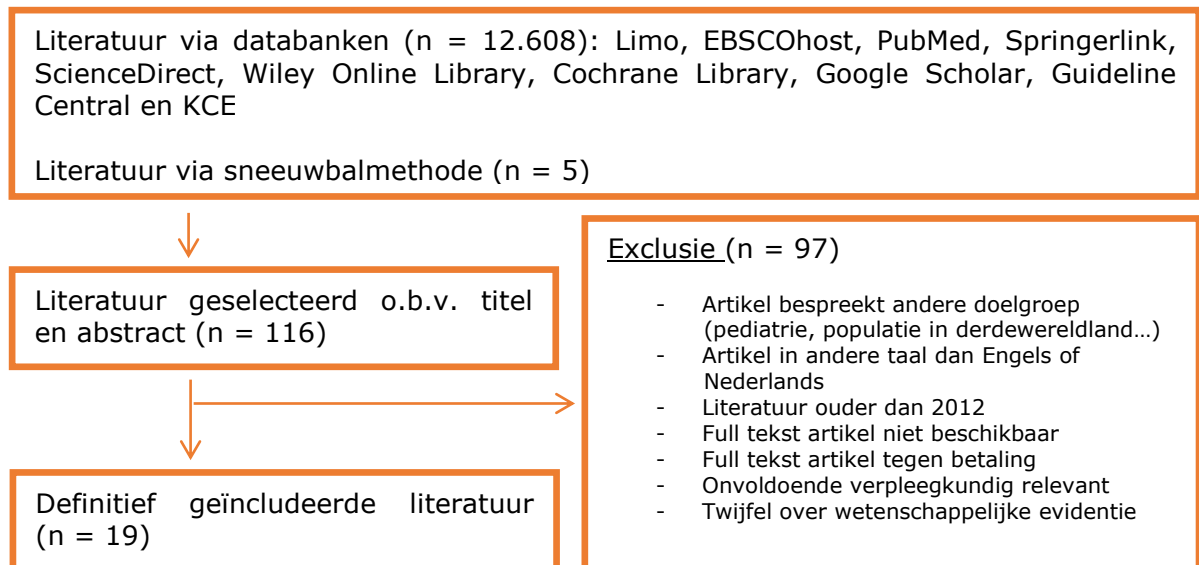 Literatuur via databanken (n = 12.608): Limo, EBSCOhost, PubMed, Springerlink,
ScienceDirect, Wiley Online Library, Cochrane Library, Google Scholar, Guideline
Central en KCE
Literatuur via sneeuwbalmethode (n = 5)
Literatuur geselecteerd o.b.v. titel
en abstract (n = 116)
Exclusie (n = 97)
- Artikel bespreekt andere doelgroep
(pediatrie, populatie in derdewereldland…)
- Artikel in andere taal dan Engels of
Nederlands
- Literatuur ouder dan 2012
- Full tekst artikel niet beschikbaar
- Full tekst artikel tegen betaling
- Onvoldoende verpleegkundig relevant
- Twijfel over wetenschappelijke evidentie
Definitief geïncludeerde literatuur
(n = 19)